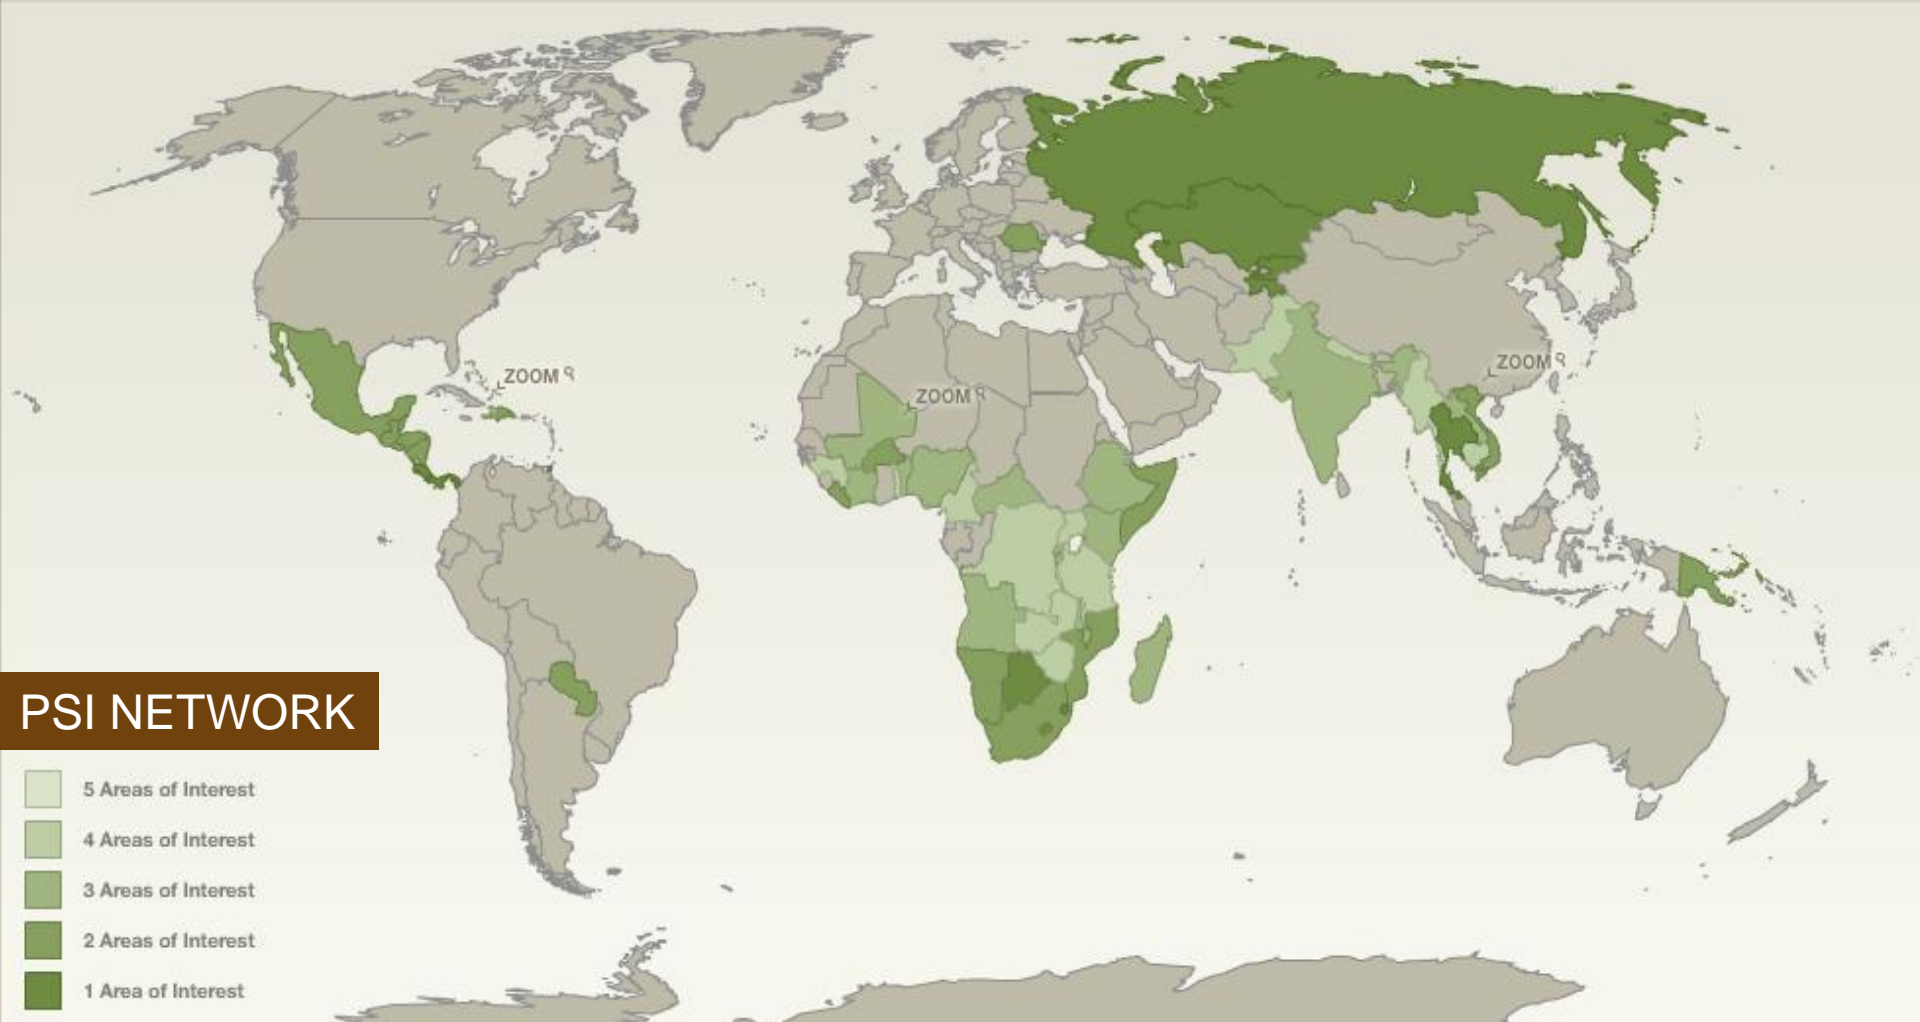 ZOOM
ZOOM
ZOOM
PSI NETWORK
5 Areas of Interest
4 Areas of Interest
3 Areas of Interest
2 Areas of Interest
1 Area of Interest